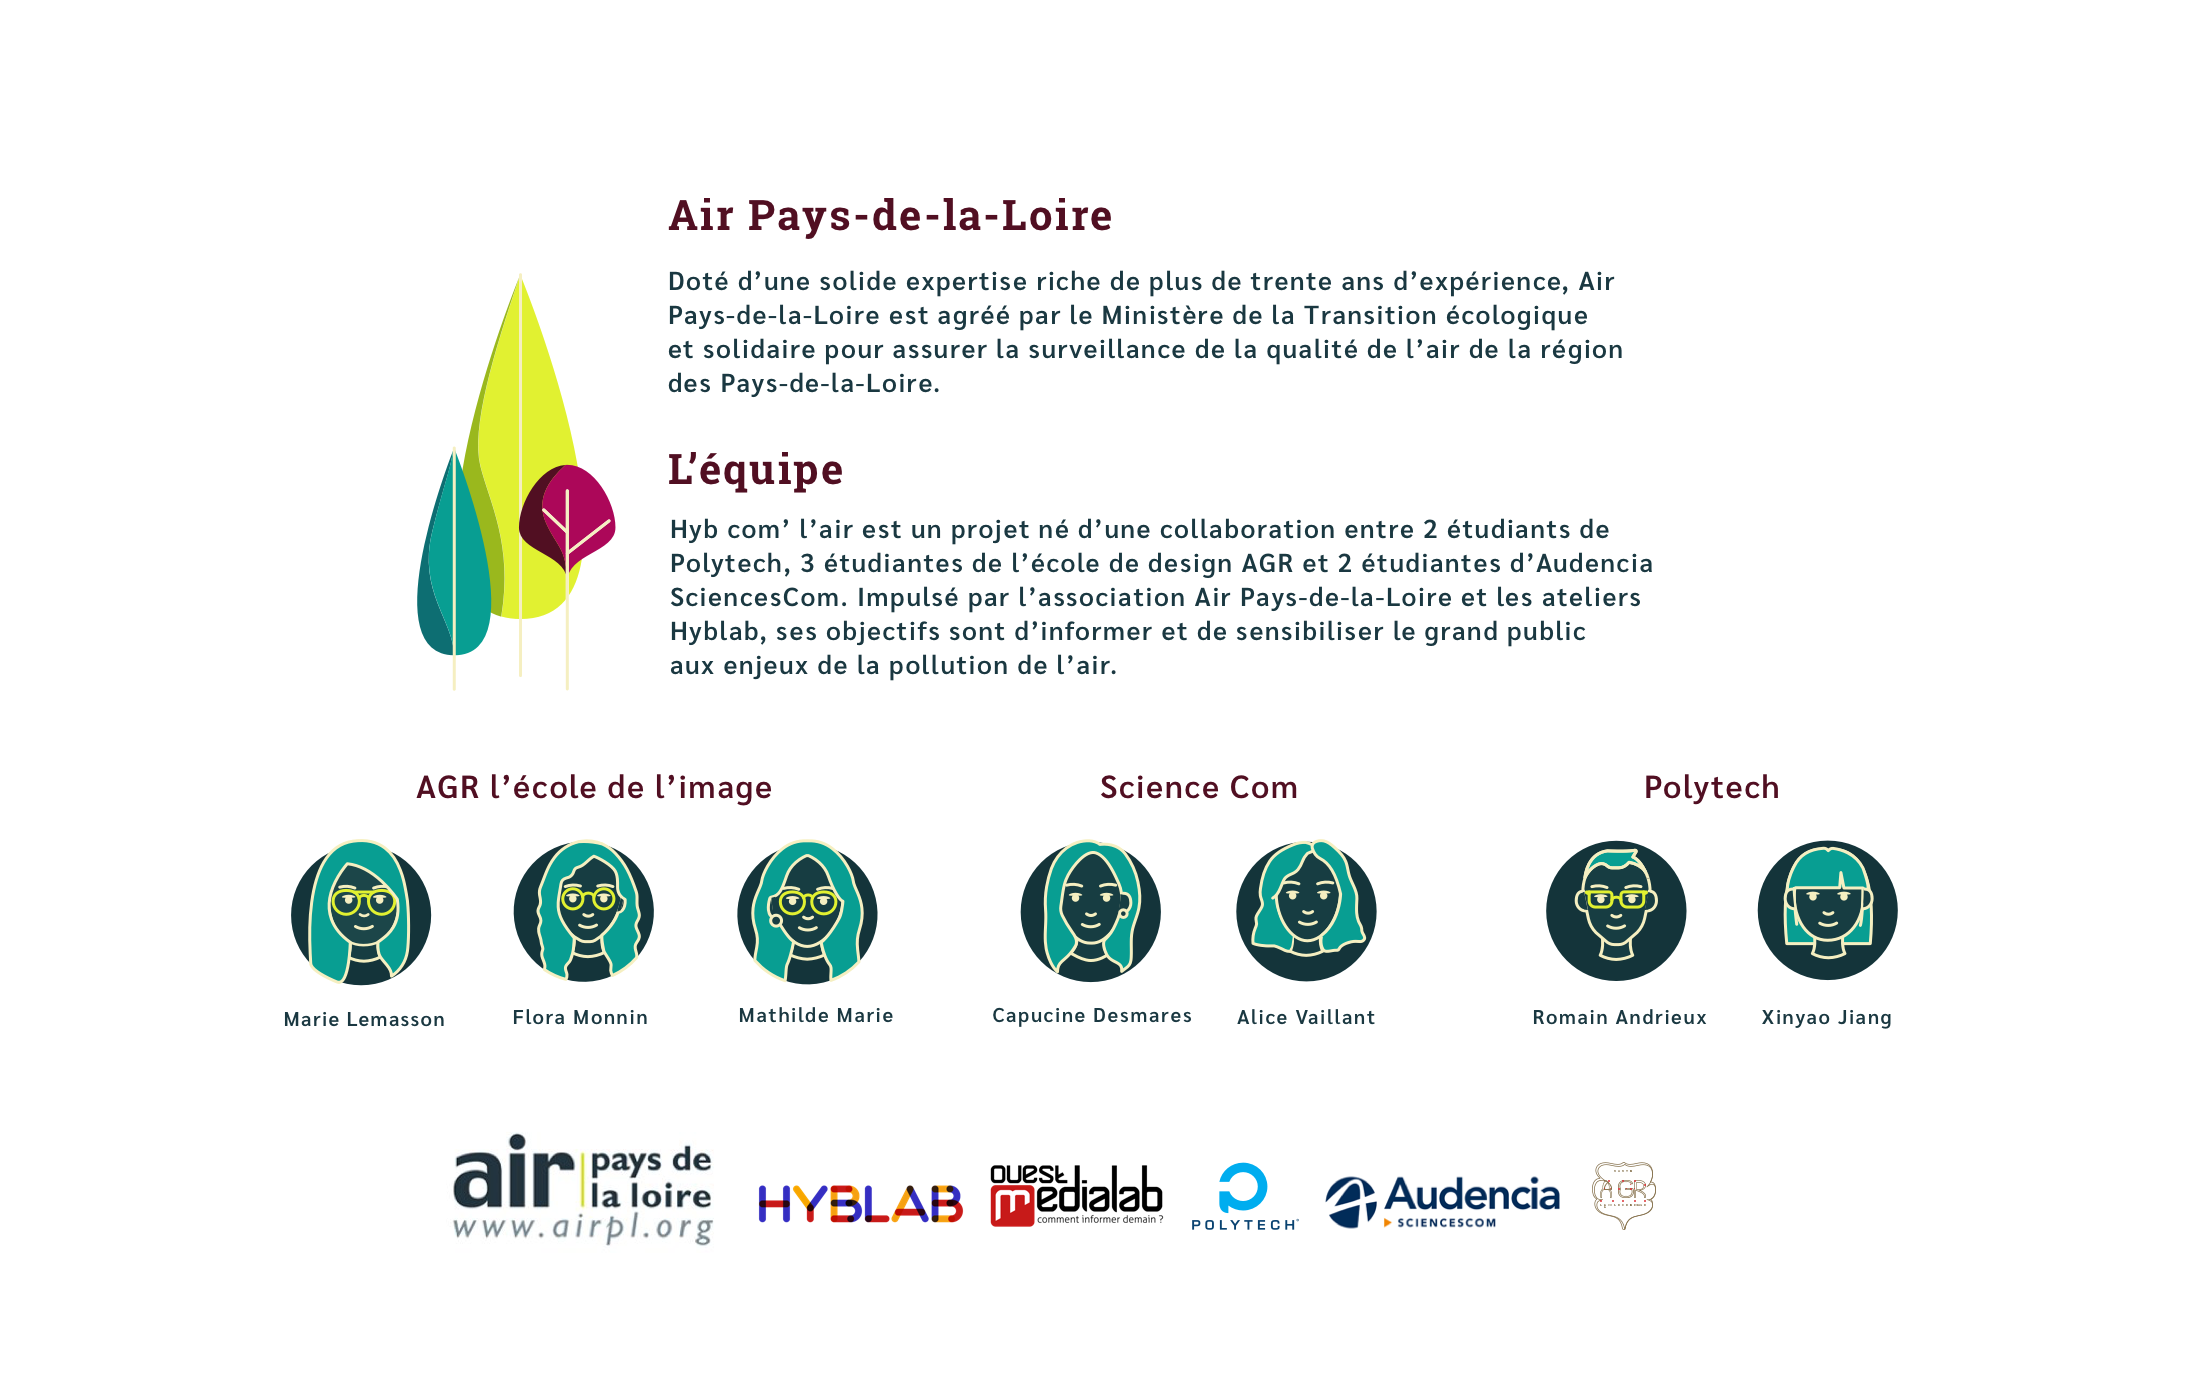 Air Pays-de-la-Loire
Doté d’une solide expertise riche de plus de trente ans d’expérience, Air
Pays-de-la-Loire est agréé par le Ministère de la Transition écologique
et solidaire pour assurer la surveillance de la qualité de l’air de la région
des Pays-de-la-Loire.
L’équipe
Hyb com’ l’air est un projet né d’une collaboration entre 2 étudiants de
Polytech, 3 étudiantes de l’école de design AGR et 2 étudiantes d’Audencia
SciencesCom. Impulsé par l’association Air Pays-de-la-Loire et les ateliers
Hyblab, ses objectifs sont d’informer et de sensibiliser le grand public
aux enjeux de la pollution de l’air.
AGR l’école de l’image
Marie Lemasson
Flora Monnin
Mathilde Marie
Science Com
Capucine Desmares
Alice Vaillant
Polytech
Romain Andrieux
Xinyao Jiang
air pays de
la loire
www.airpl.org
HYBLAB
ouest
medialab
comment informer demain ?
POLYTECH
Audencia
SCIENCESCOM
AGR